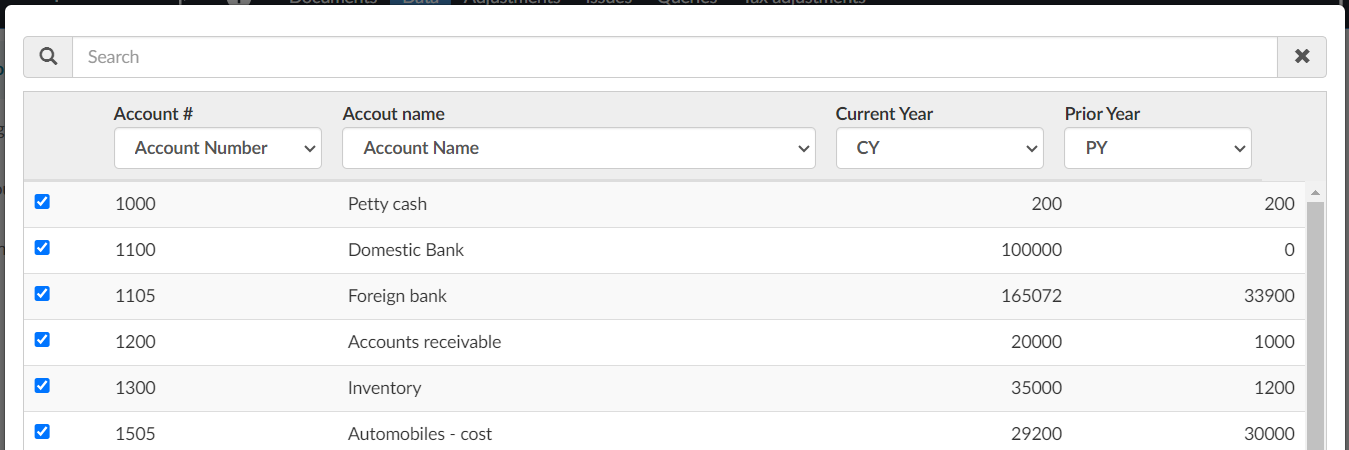 Documents Data Adjustments Issues Queries Tax adjustments
Search
Account # Accout name Current Year Prior Year
Account Number Account Name CY PY
1000 Petty cash 200 200
1100 Domestic Bank 100000 0
1105 Foreign bank 165072 33900
1200 Accounts receivable 20000 1000
1300 Inventory 35000 1200
1505 Automobiles - cost 29200 30000